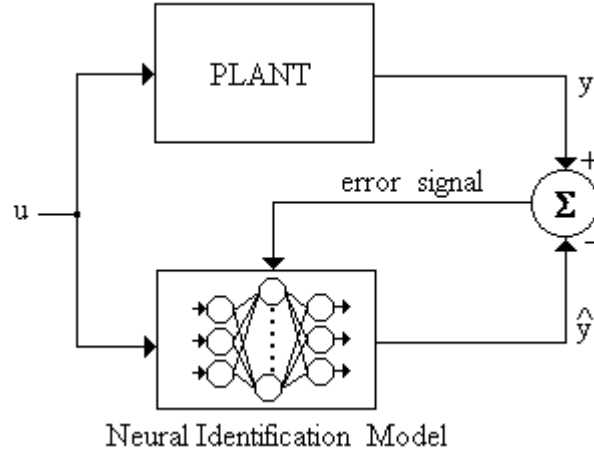 PLANT
y
+
error signal
u
Σ
−
ŷ
Neural Identification Model